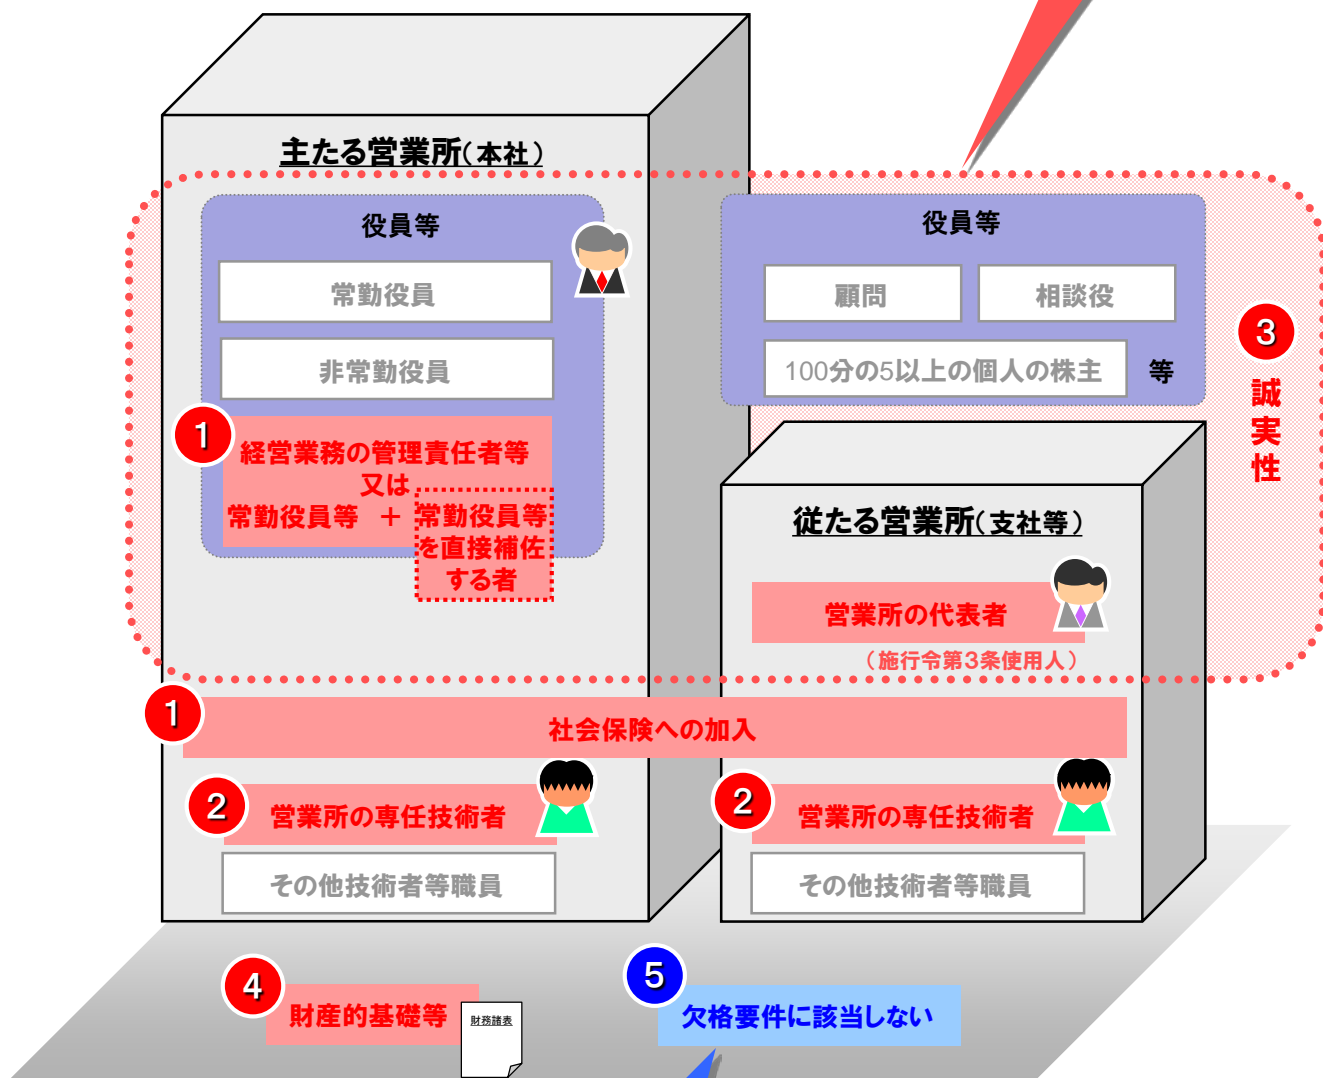 主たる営業所（本社）
役員等
常勤役員
非常勤役員
1
経営業務の管理責任者等
又は
常勤役員等 ＋ 常勤役員等
を直接補佐
する者
役員等
顧問
相談役
100分の5以上の個人の株主
等
3
誠実性
従たる営業所（支社等）
営業所の代表者
（施行令第3条使用人）
1
社会保険への加入
2
営業所の専任技術者
その他技術者等職員
2
営業所の専任技術者
その他技術者等職員
4
財産的基礎等
財務諸表
5
欠格要件に該当しない